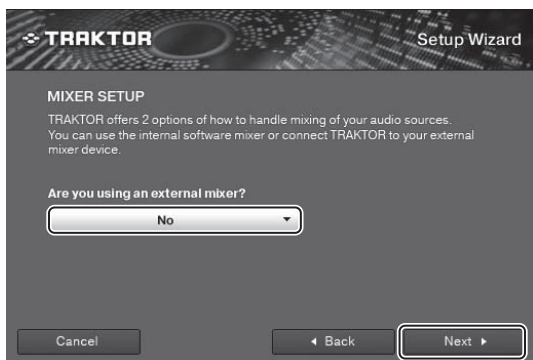 TRAKTOR
Setup Wizard
MIXER SETUP
TRAKTOR offers 2 options of how to handle mixing of your audio sources.
You can use the internal software mixer or connect TRAKTOR to your external
mixer device.
Are you using an external mixer?
No
Cancel
Back
Next